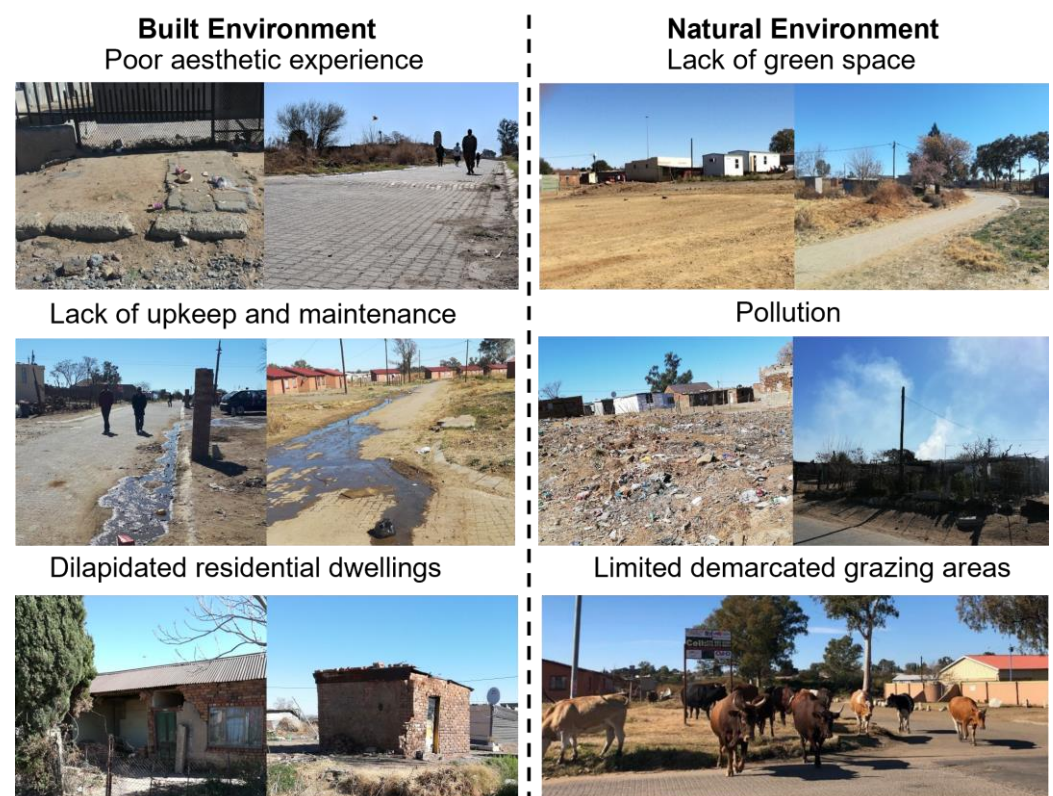 Built Environment
Poor aesthetic experience
Lack of upkeep and maintenance
Dilapidated residential dwellings
Natural Environment
Lack of green space
Pollution
Limited demarcated grazing areas